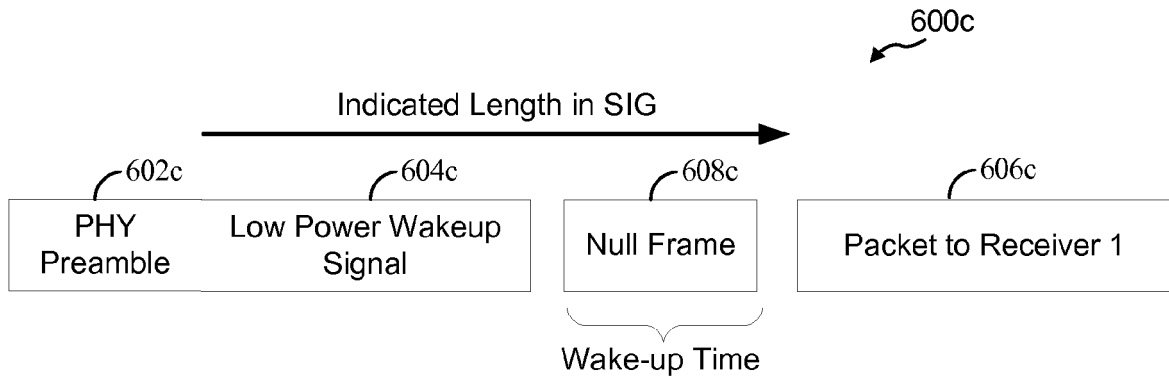 600c
Indicated Length in SIG
602c
604c
608c
606c
PHY
Preamble
Low Power Wakeup
Signal
Null Frame
Packet to Receiver 1
Wake-up Time